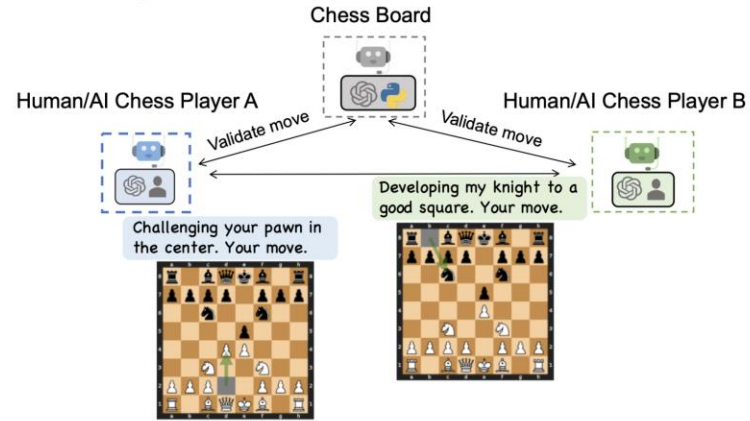 Chess Board
Human/AI Chess Player A
Human/AI Chess Player B
Validate move
Validate move
Developing my knight to a
good square. Your move.
Challenging your pawn in
the center. Your move.